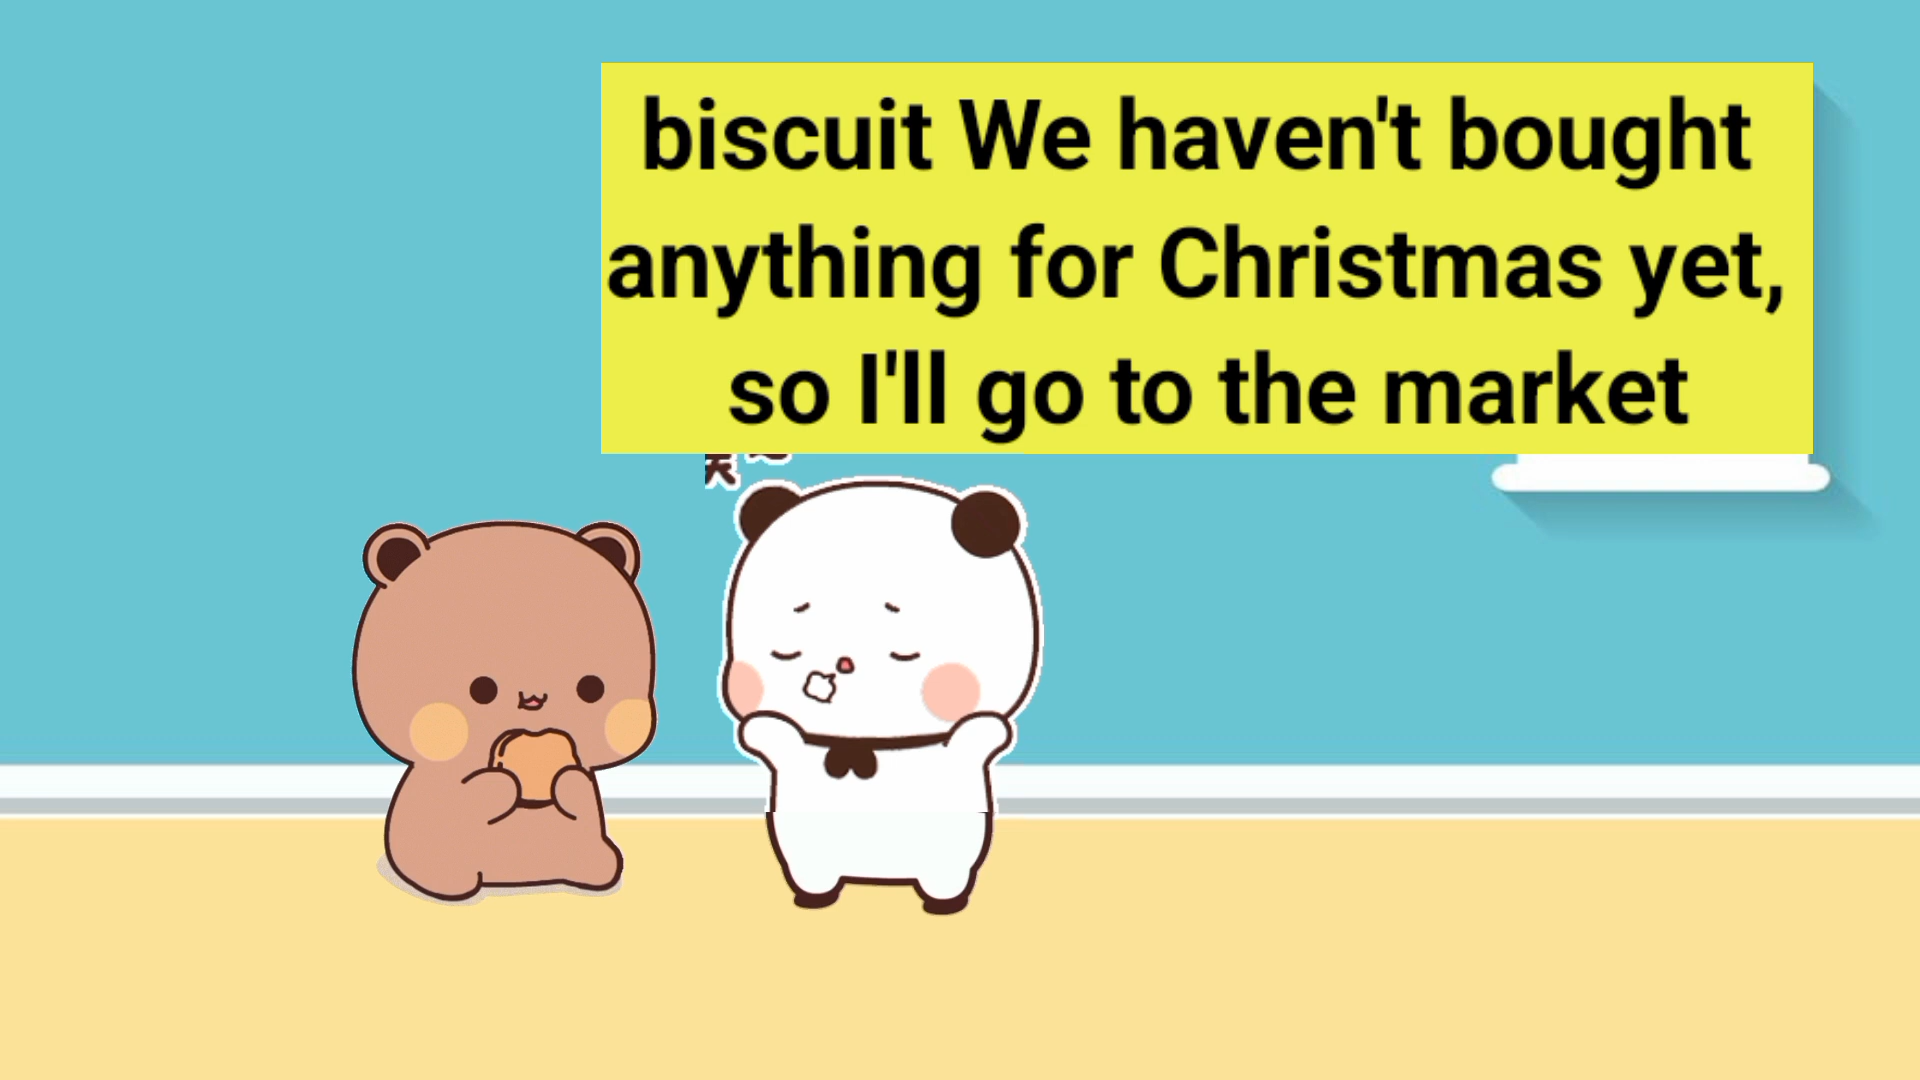 biscuit We haven't bought
anything for Christmas yet,
so I'll go to the market